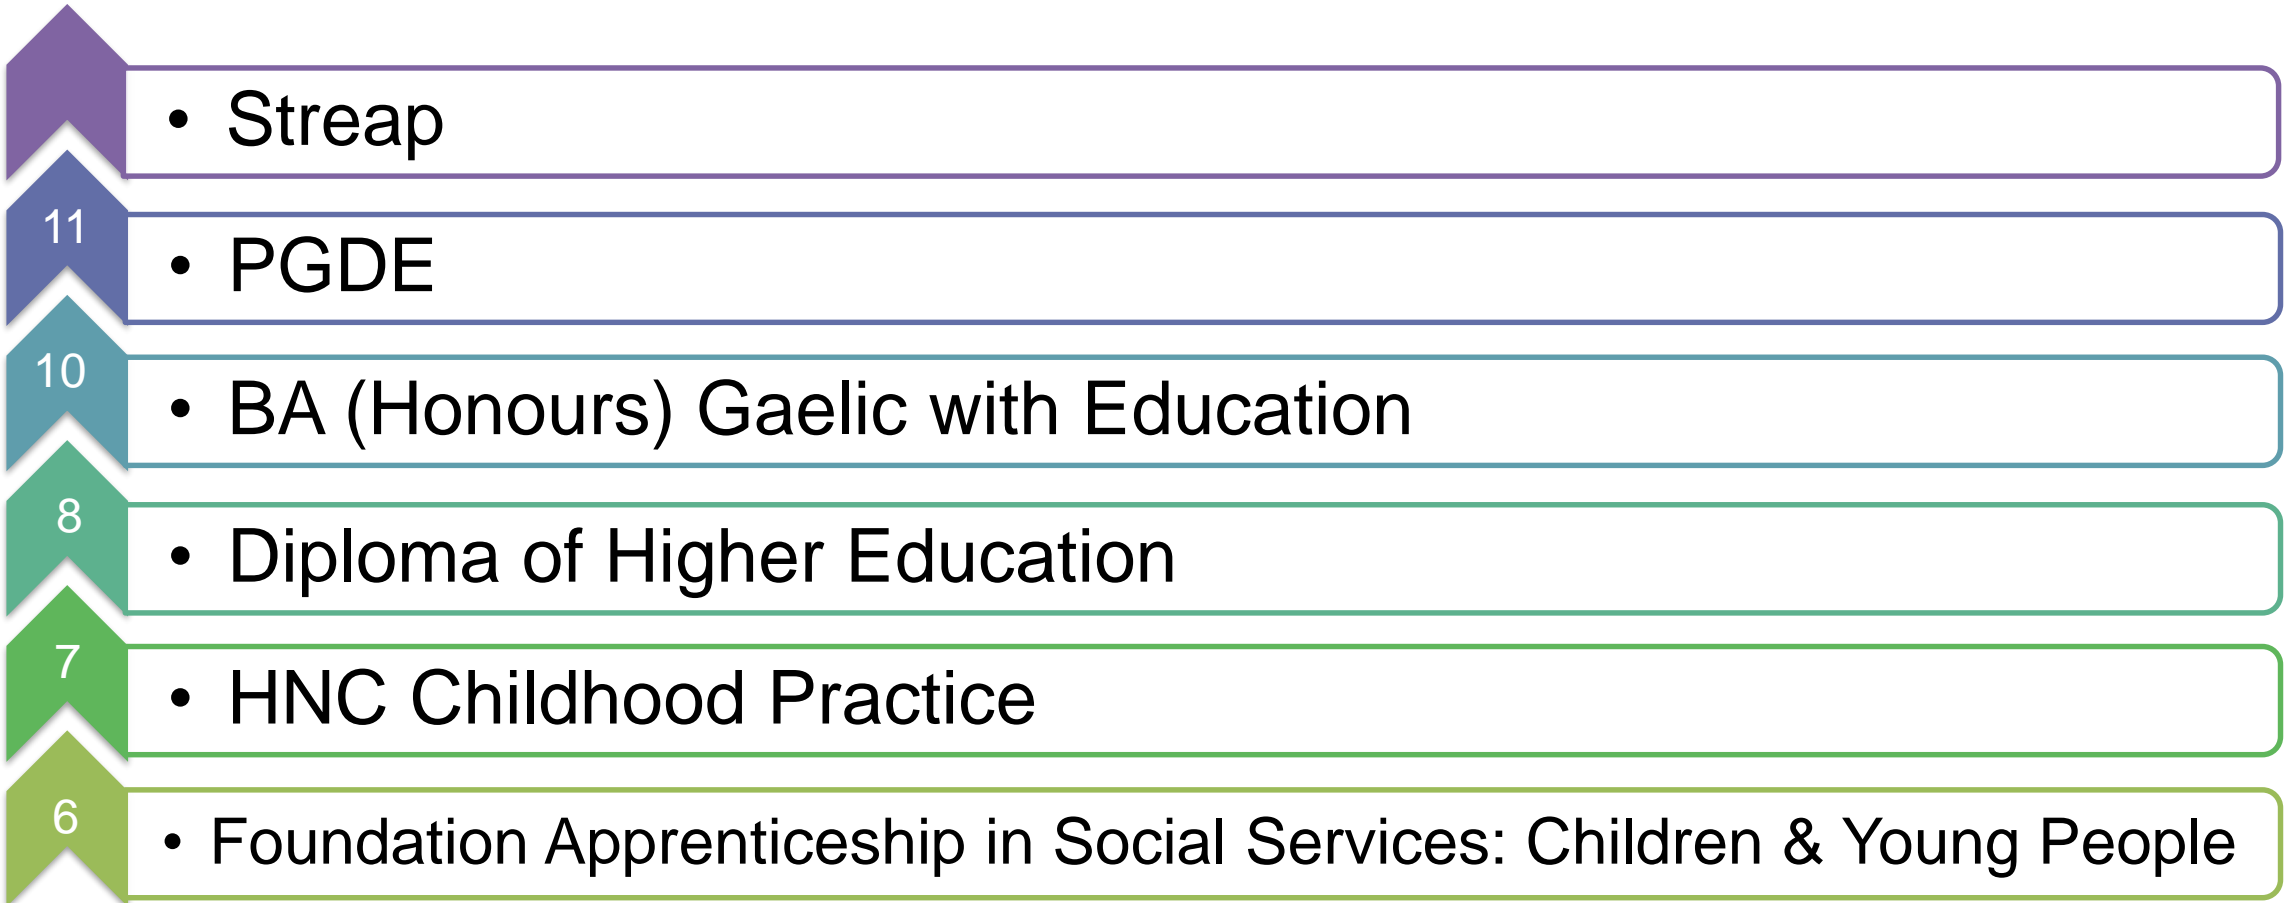 • Streap
11
• PGDE
10
• BA (Honours) Gaelic with Education
8
• Diploma of Higher Education
7
• HNC Childhood Practice
6
• Foundation Apprenticeship in Social Services: Children & Young People